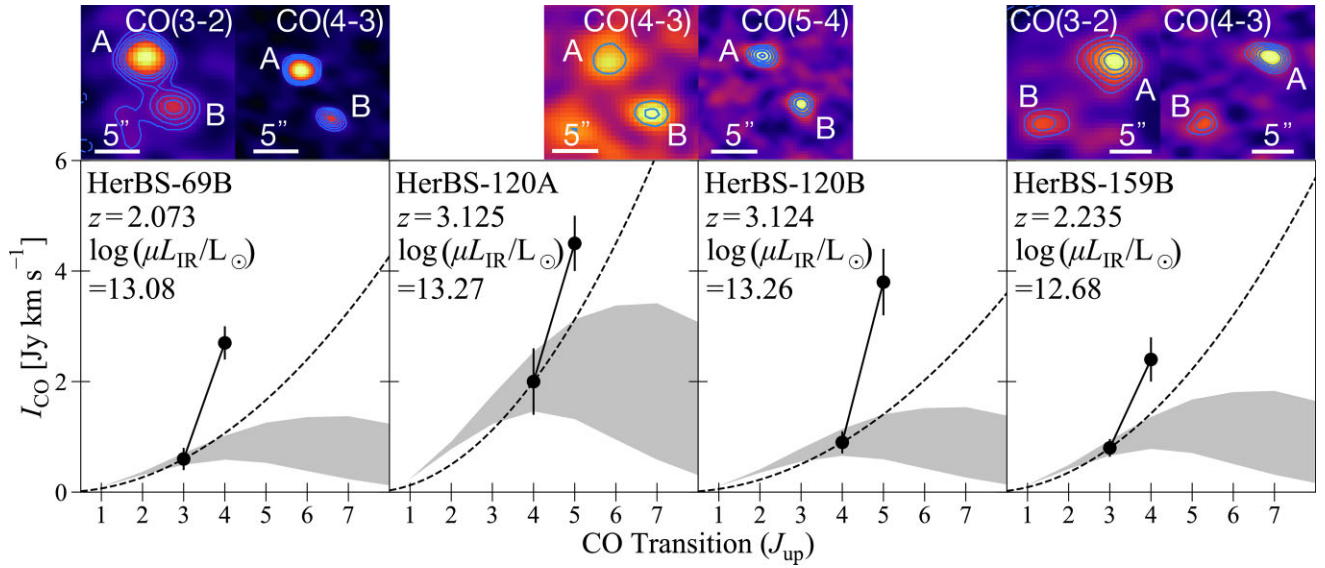 CO(3-2)
A
B
5”
CO(4-3)
A
B
5”
CO(4-3)
A
B
5”
CO(5-4)
A
B
5”
CO(3-2)
A
B
5”
CO(4-3)
A
B
5”
HerBS-69B
z=2.073
log(μL_IR/L_⊙)
=13.08
HerBS-120A
z=3.125
log(μL_IR/L_⊙)
=13.27
HerBS-120B
z=3.124
log(μL_IR/L_⊙)
=13.26
HerBS-159B
z=2.235
log(μL_IR/L_⊙)
=12.68
6
4
2
0
I_CO [Jy km s⁻¹]
1 2 3 4 5 6 7
1 2 3 4 5 6 7
1 2 3 4 5 6 7
1 2 3 4 5 6 7
CO Transition (J_up)